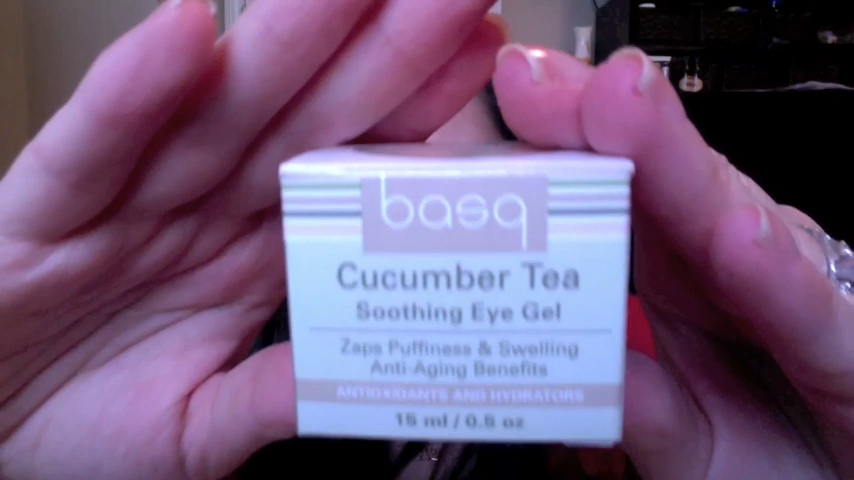 basq
Cucumber Tea
Soothing Eye Gel
Zaps Puffiness & Swelling
Anti-Aging Benefits
ANTIOXIDANTS AND HYDRATORS
15 ml / 0.5 oz